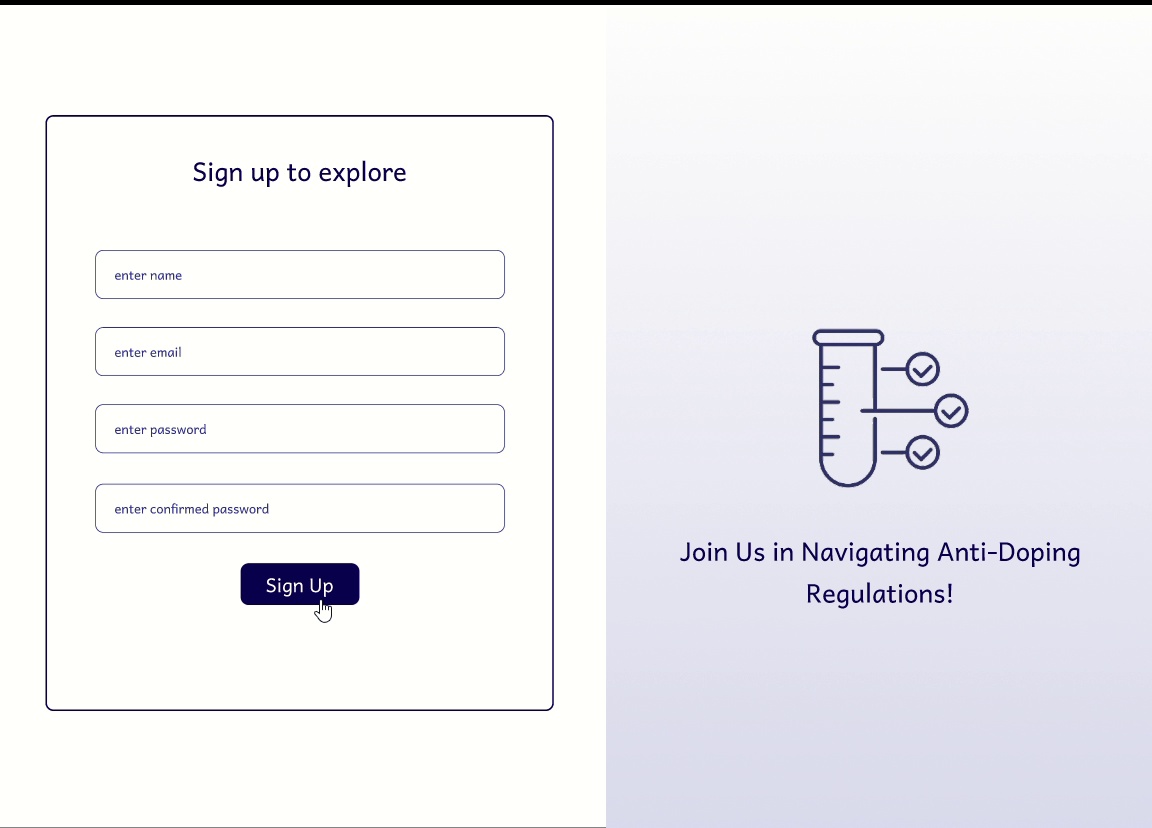 Sign up to explore
enter name
enter email
enter password
enter confirmed password
Sign Up
Join Us in Navigating Anti-Doping
Regulations!